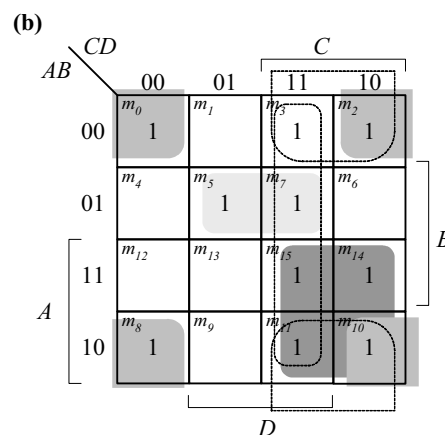 (b)
CD
AB
C
00 01 11 10
m0 m1 m3 m2
00 1 1 1
m4 m5 m7 m6
01 1 1
B
m12 m13 m15 m14
11 1 1
A
m8 m9 m11 m10
10 1 1 1
D